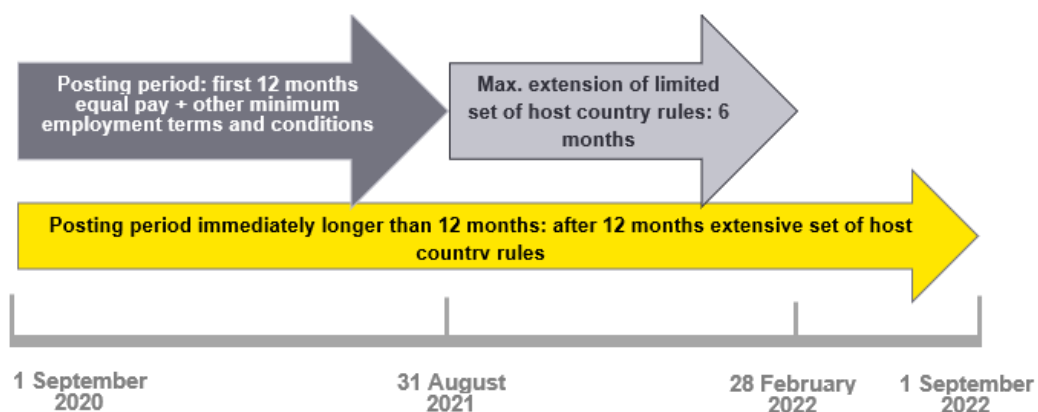 Posting period: first 12 months
equal pay + other minimum
employment terms and conditions
Max. extension of limited
set of host country rules: 6
months
Posting period immediately longer than 12 months: after 12 months extensive set of host
country rules
1 September
2020
31 August
2021
28 February
2022
1 September
2022